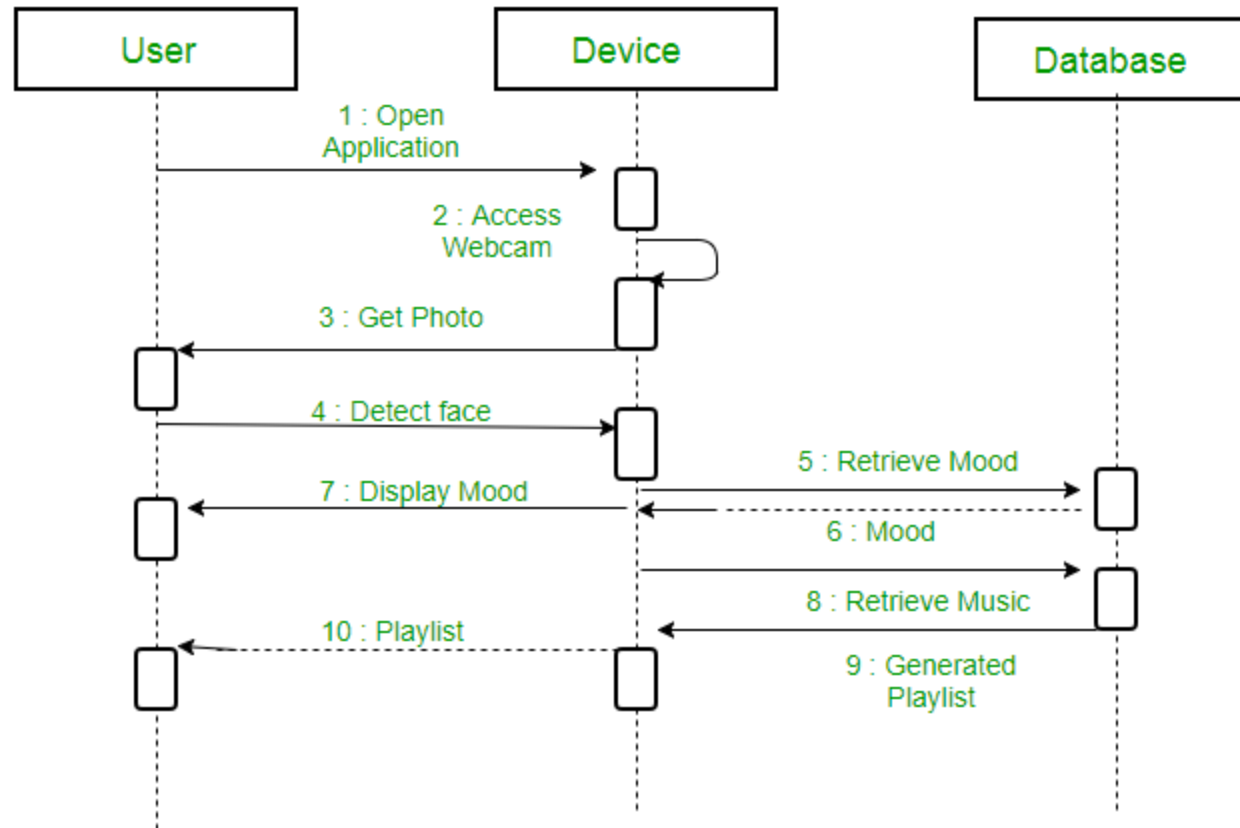 User
Device
Database
1 : Open
Application
2 : Access
Webcam
3 : Get Photo
4 : Detect face
5 : Retrieve Mood
7 : Display Mood
6 : Mood
8 : Retrieve Music
10 : Playlist
9 : Generated
Playlist